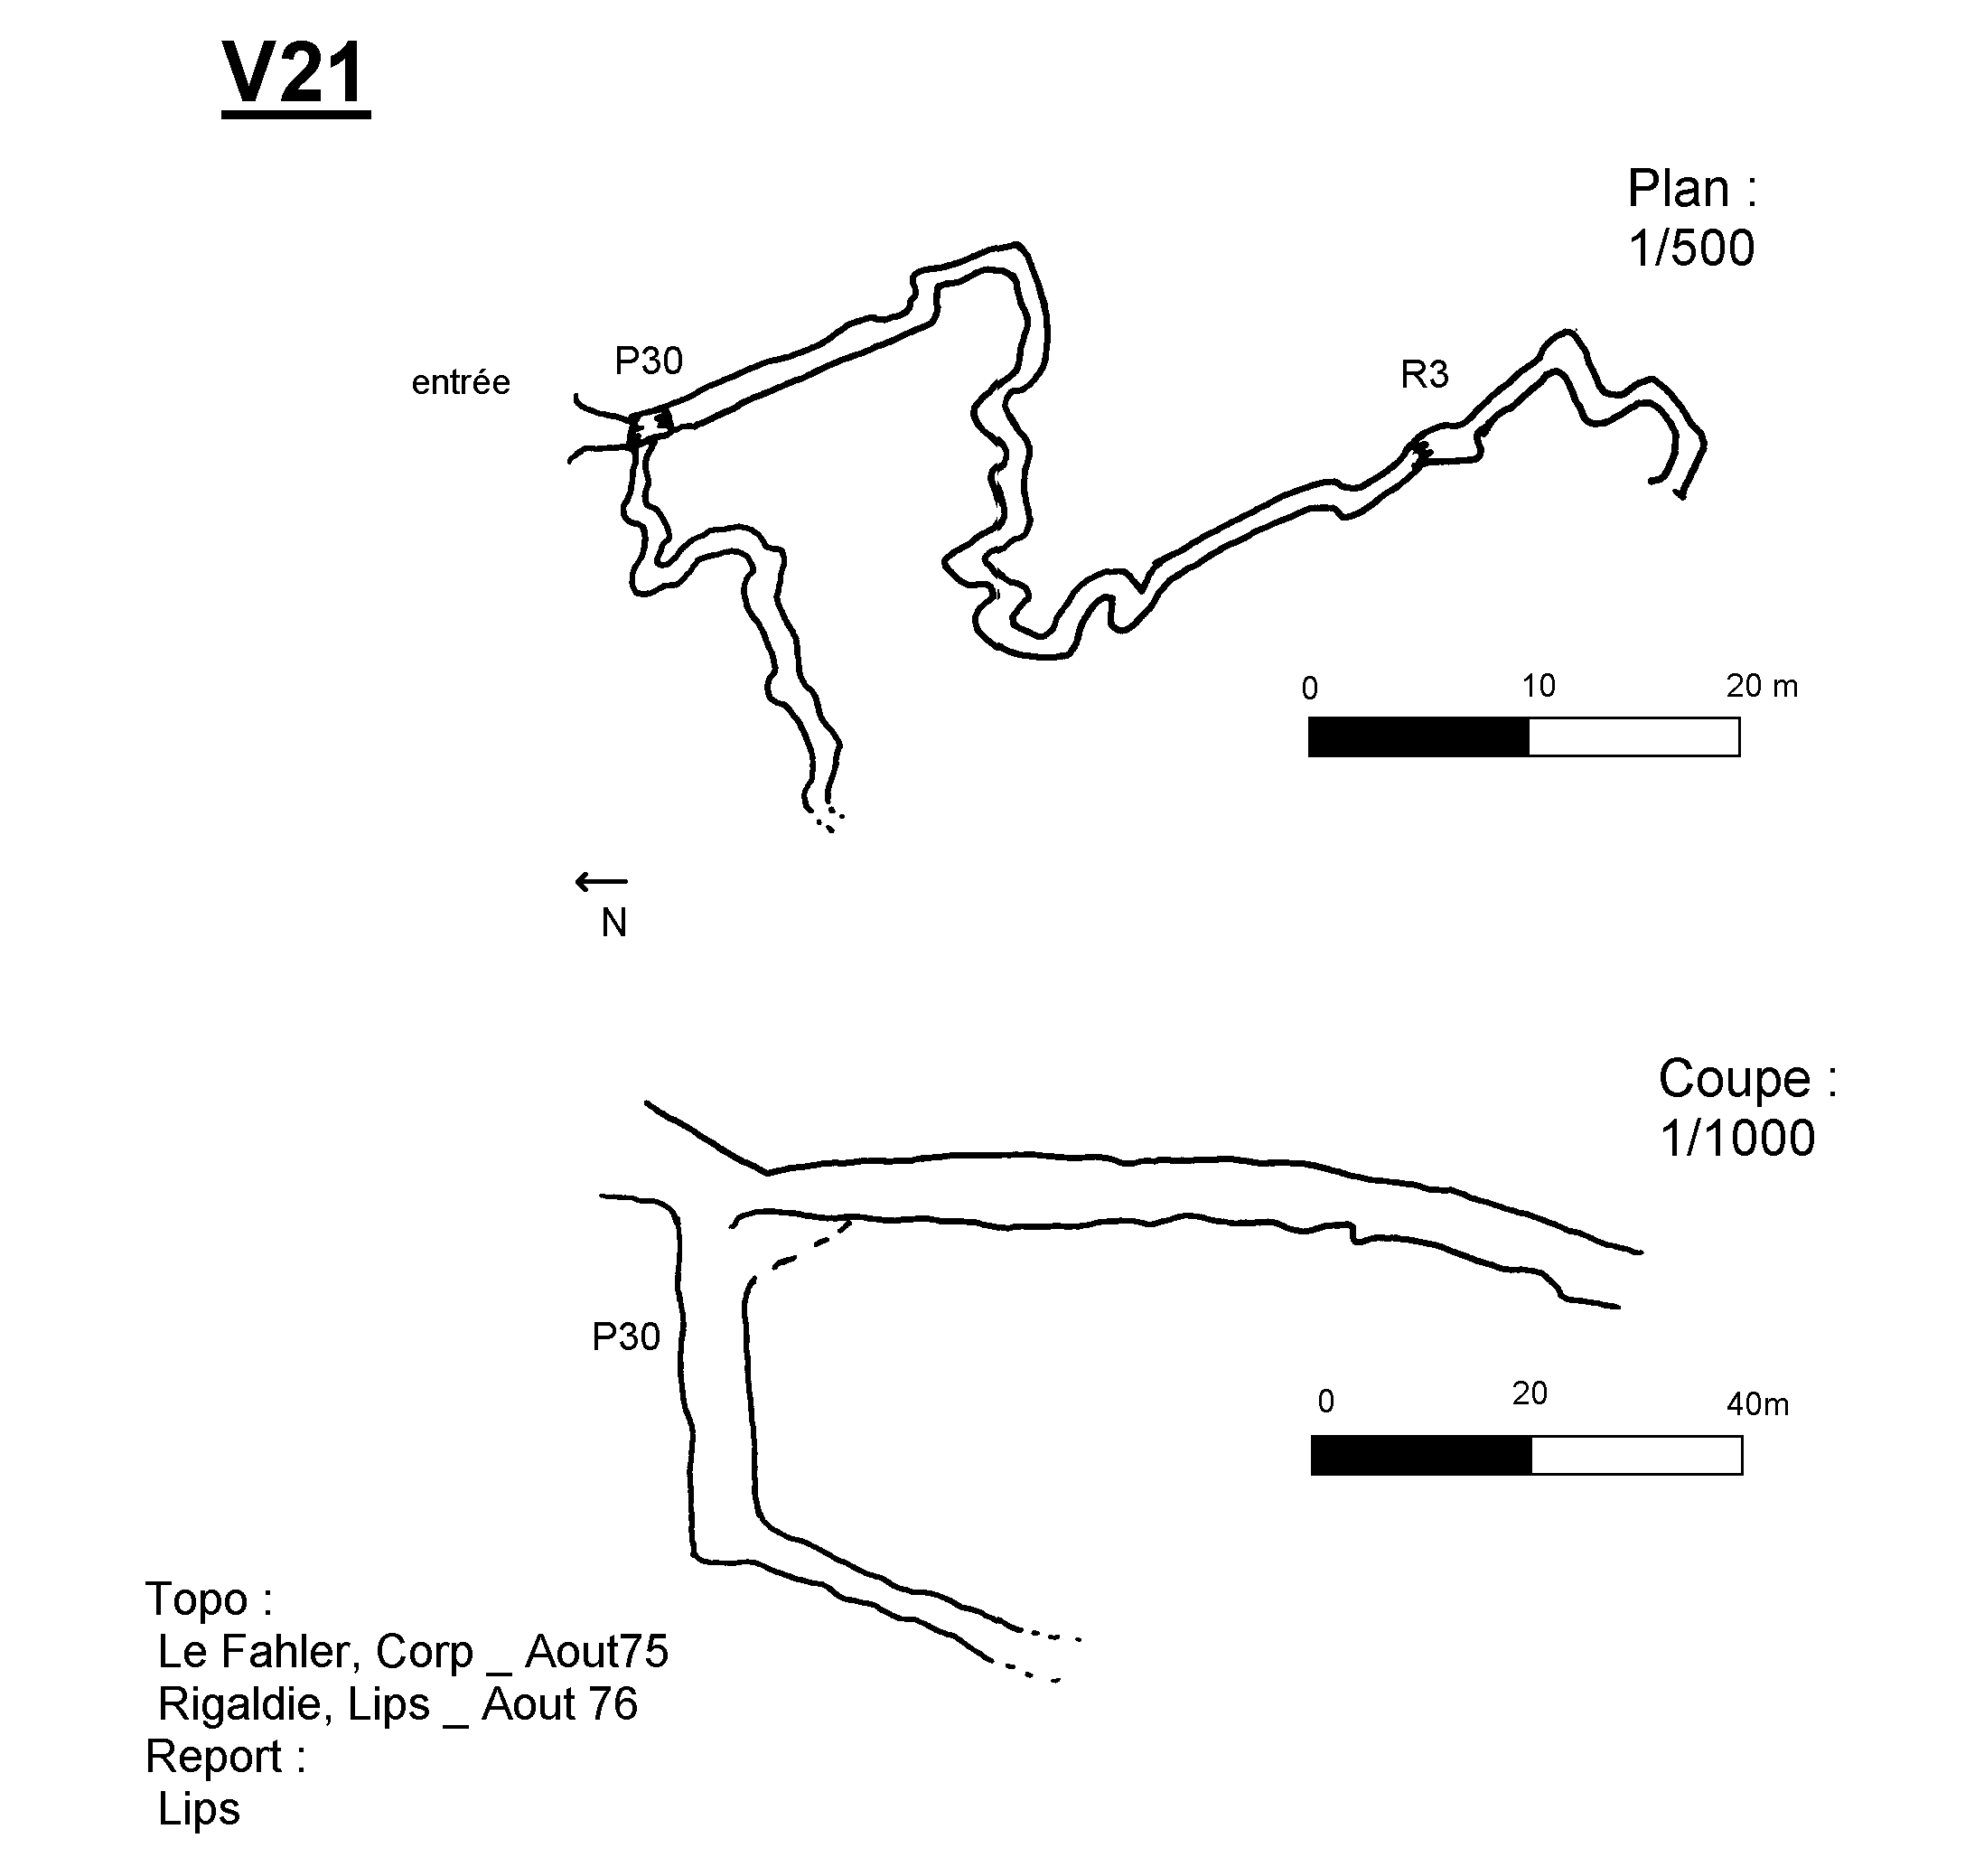 V21
Plan :
1/500
P30
entrée
R3
0 10 20 m
N
Coupe :
1/1000
P30
0 20 40m
Topo :
Le Fahler, Corp _ Aout75
Rigaldie, Lips _ Aout 76
Report :
Lips